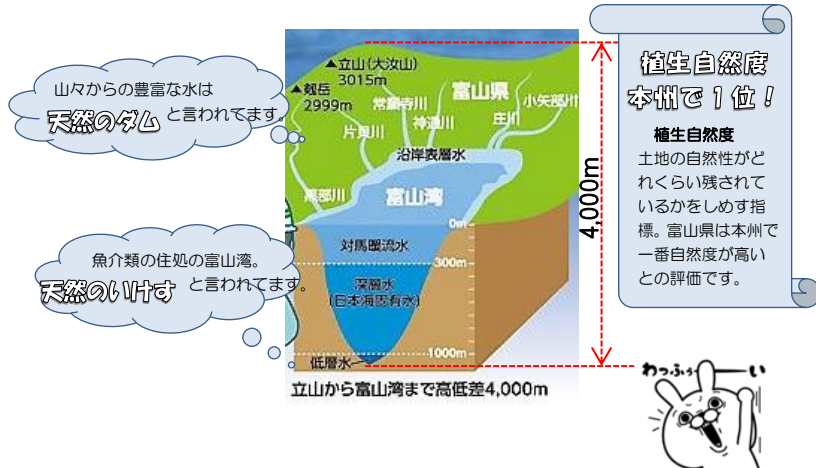 山々からの豊富な水は
天然のダム と言われてます。
魚介類の住処の富山湾。
天然のいけす と言われてます。
▲立山(大汝山)
3015m
▲剱岳
2999m
富山県
常願寺川
小矢部川
神通川
庄川
片貝川
沿岸表層水
黒部川
富山湾
0m
対馬暖流水
300m
深層水
(日本海固有水)
1000m
低層水
立山から富山湾まで高低差4,000m
4,000m
植生自然度
本州で1位!
植生自然度
土地の自然性がど
れくらい残されて
いるかをしめす指
標。富山県は本州で
一番自然度が高い
との評価です。
わっふぅーーい